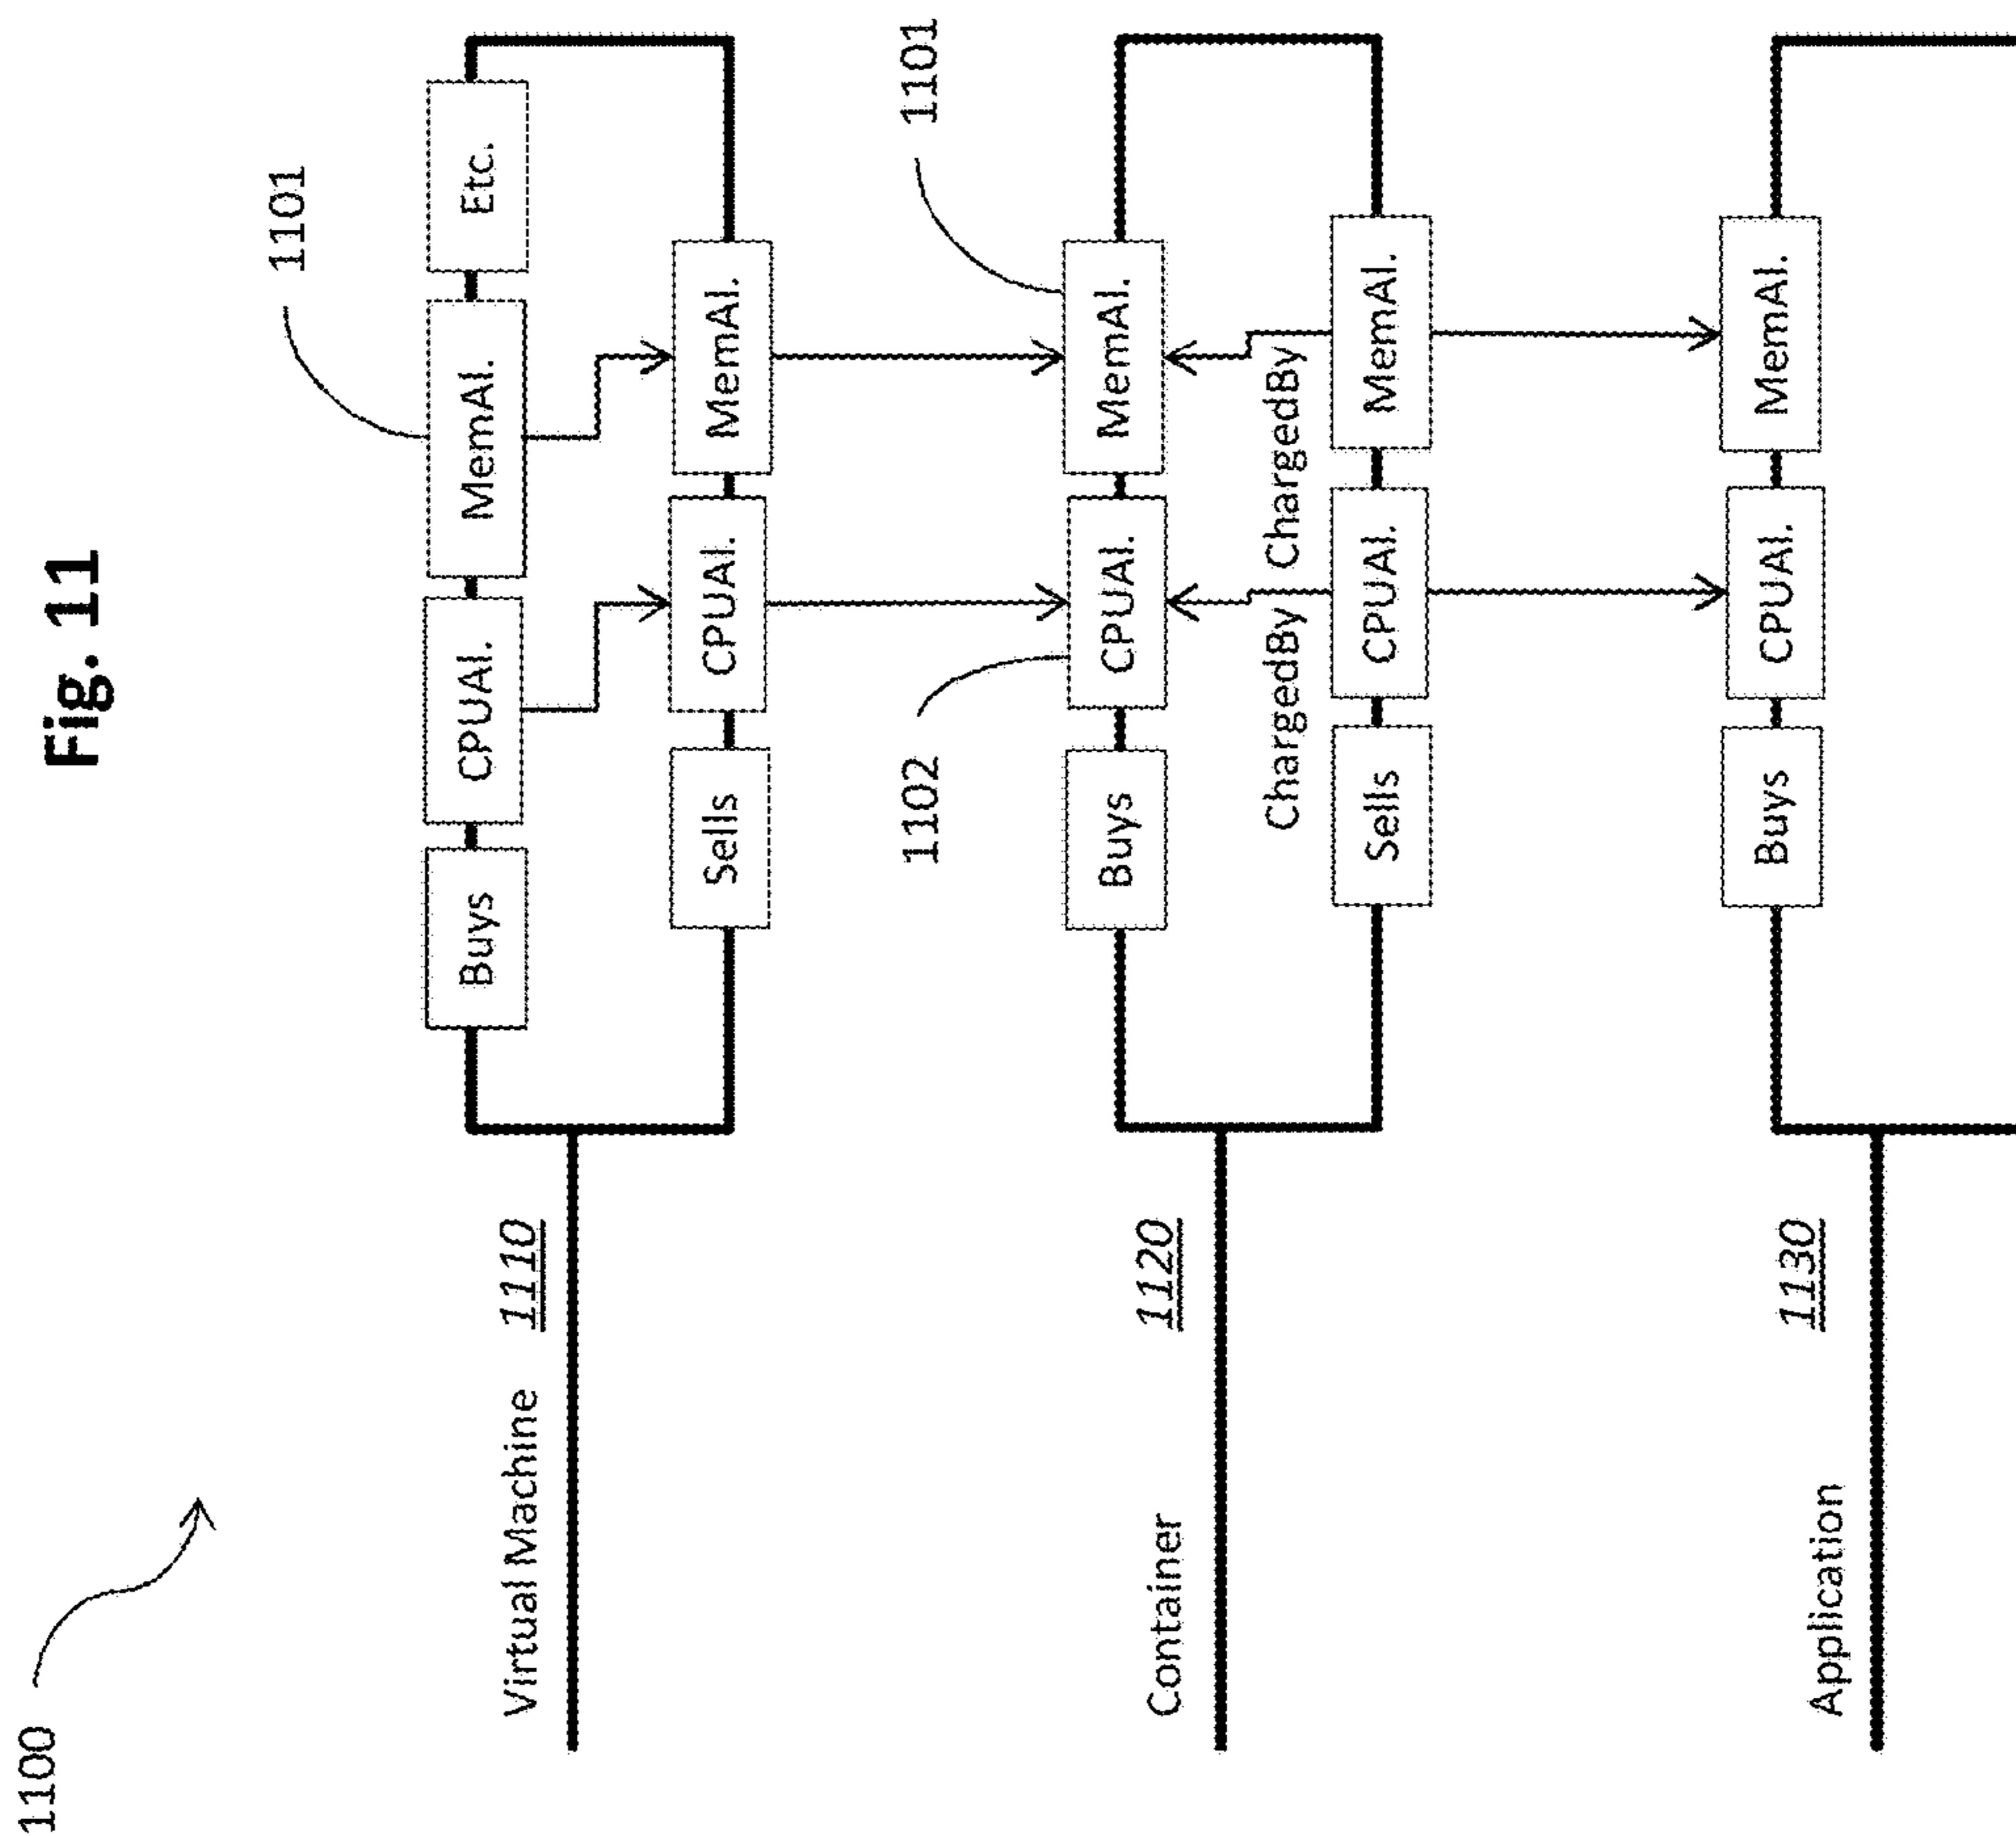 Fig. 11
1100
1101
Buys
CPUAl.
MemAl.
Etc.
Virtual Machine 1110
Sells
CPUAl.
MemAl.
1102
1101
Buys
CPUAl.
MemAl.
Container 1120
ChargedBy
ChargedBy
Sells
CPUAl.
MemAl.
Buys
CPUAl.
MemAl.
Application 1130